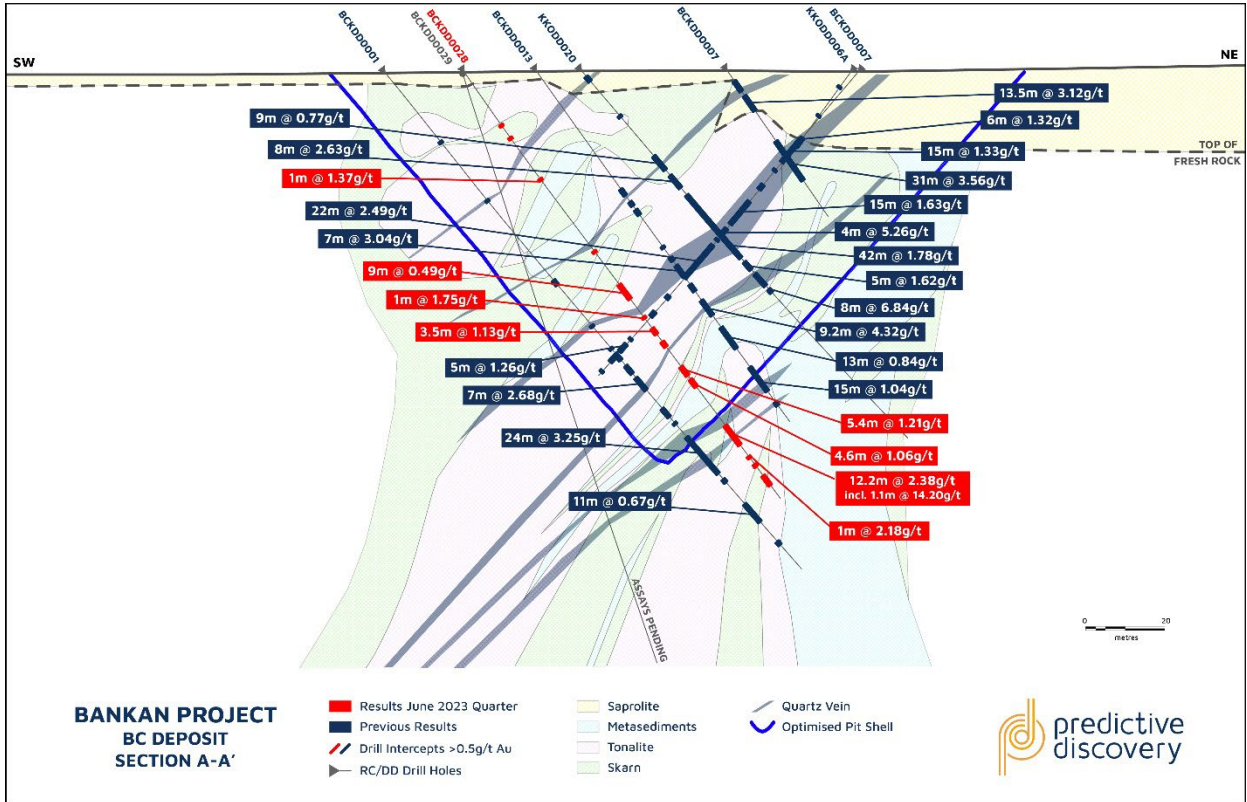 BCKDD0001
BCKDD0029
BCKDD0028
BCKDD0013
KKODD020
BCKDD0007
KKODD006A
BCKDD0007
SW
NE
9m @ 0.77g/t
8m @ 2.63g/t
1m @ 1.37g/t
22m @ 2.49g/t
7m @ 3.04g/t
9m @ 0.49g/t
1m @ 1.75g/t
3.5m @ 1.13g/t
5m @ 1.26g/t
7m @ 2.68g/t
24m @ 3.25g/t
11m @ 0.67g/t
13.5m @ 3.12g/t
6m @ 1.32g/t
15m @ 1.33g/t
TOP OF
FRESH ROCK
31m @ 3.56g/t
15m @ 1.63g/t
4m @ 5.26g/t
42m @ 1.78g/t
5m @ 1.62g/t
8m @ 6.84g/t
9.2m @ 4.32g/t
13m @ 0.84g/t
15m @ 1.04g/t
5.4m @ 1.21g/t
4.6m @ 1.06g/t
12.2m @ 2.38g/t
incl. 1.1m @ 14.20g/t
1m @ 2.18g/t
ASSAYS PENDING
0
20
metres
BANKAN PROJECT
BC DEPOSIT
SECTION A-A'
Results June 2023 Quarter
Previous Results
Drill Intercepts >0.5g/t Au
RC/DD Drill Holes
Saprolite
Metasediments
Tonalite
Skarn
Quartz Vein
Optimised Pit Shell
predictive
discovery